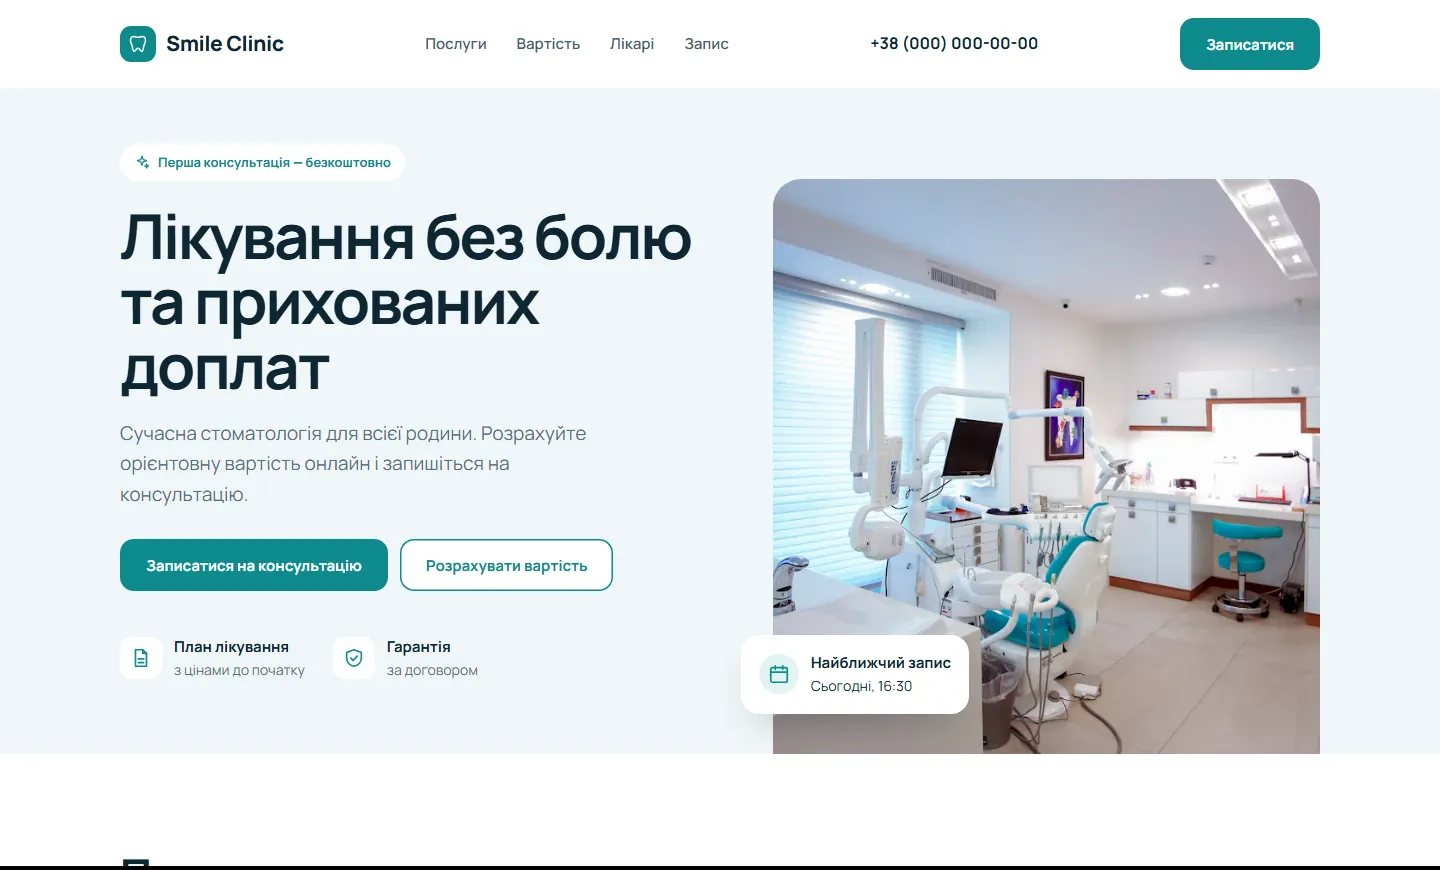 Smile Clinic
Послуги
Вартість
Лікарі
Запис
+38 (000) 000-00-00
Записатися
Перша консультація — безкоштовно
Лікування без болю
та прихованих
доплат
Сучасна стоматологія для всієї родини. Розрахуйте
орієнтовну вартість онлайн і запишіться на
консультацію.
Записатися на консультацію
Розрахувати вартість
План лікування
з цінами до початку
Гарантія
за договором
Найближчий запис
Сьогодні, 16:30